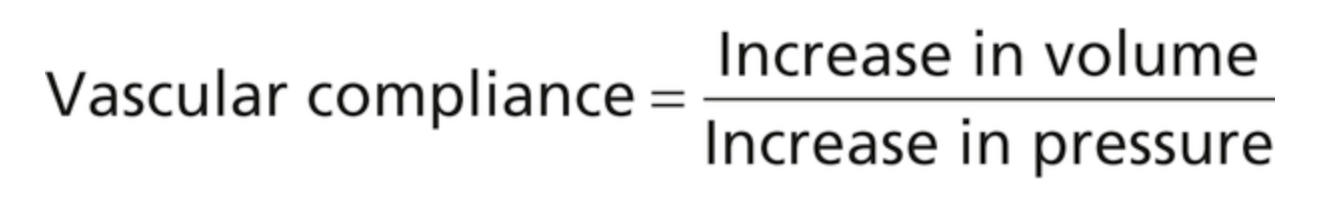 Vascular compliance = Increase in volume / Increase in pressure